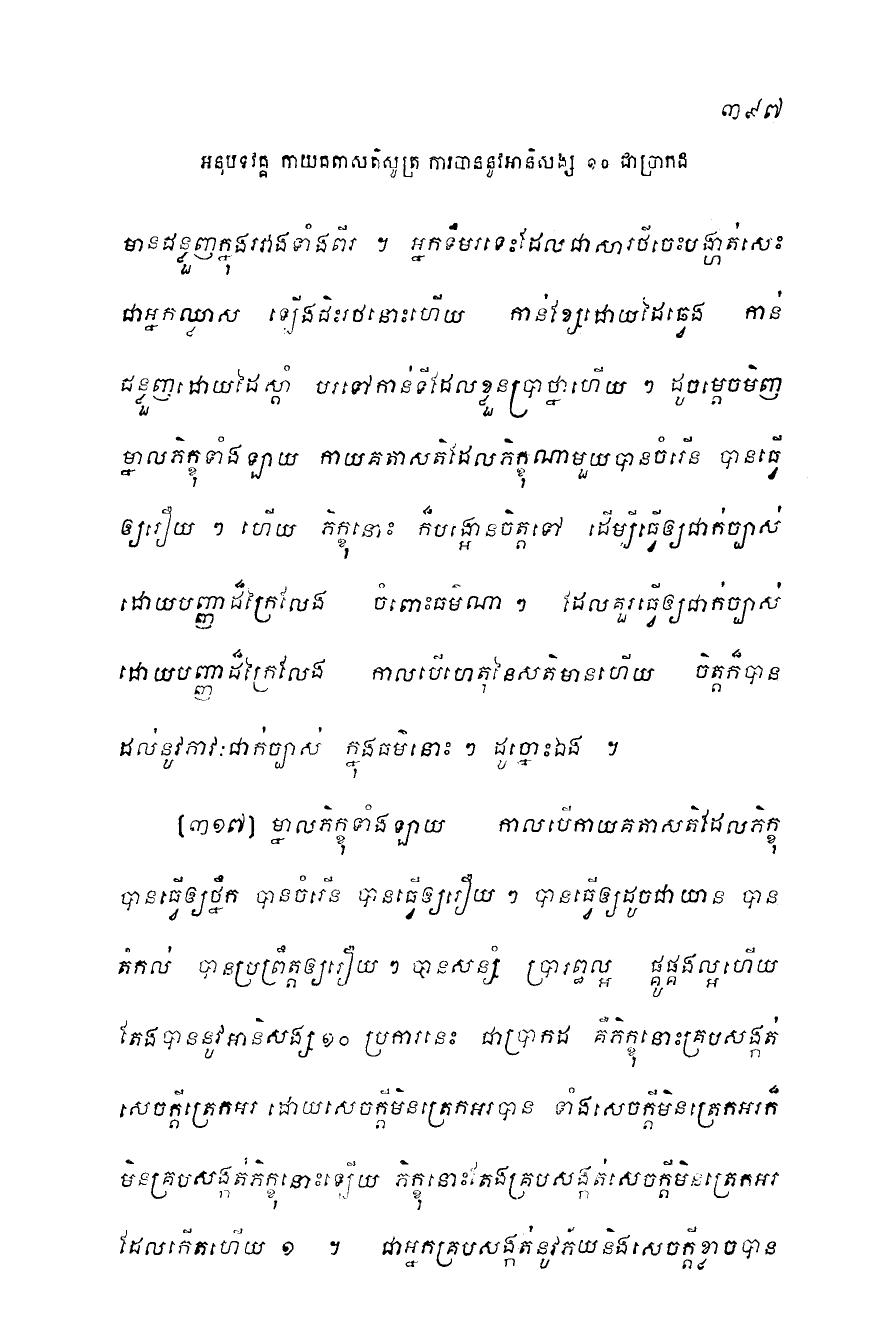 ៣៩៧
អនុបទវគ្គ កាយគតាសតិសូត្រ ការបាននូវអានិសង្ស ១០ ជាប្រាកដ
មានជន្លួញក្នុងរវាងទាំងពីរ ។ អ្នកទឹមរទេះដែលជាសារថីចេះបង្ហាត់សេះ
ជាអ្នកឈ្លាស ឡើងជិះរថនោះហើយ កាន់ខ្សែដោយដៃឆ្វេង កាន់
ជន្លួញដោយដៃស្តាំ បរទៅកាន់ទីដែលខ្លួនប្រាថ្នាហើយ ៗ ដូចម្តេចមិញ
ម្នាលភិក្ខុទាំងឡាយ កាយគតាសតិដែលភិក្ខុណាមួយបានចំរើន បានធ្វើ
ឲ្យរឿយ ៗ ហើយ ភិក្ខុនោះ ក៏បង្អោនចិត្តទៅ ដើម្បីធ្វើឲ្យជាក់ច្បាស់
ដោយបញ្ញាដ៏ក្រៃលែង ចំពោះធម៌ណា ៗ ដែលគួរធ្វើឲ្យជាក់ច្បាស់
ដោយបញ្ញាដ៏ក្រៃលែង កាលបើហេតុនៃសតិមានហើយ ចិត្តក៏បាន
ដល់នូវភាវៈជាក់ច្បាស់ ក្នុងធម៌នោះ ៗ ដូច្នោះឯង ។
[៣១៧] ម្នាលភិក្ខុទាំងឡាយ កាលបើកាយគតាសតិដែលភិក្ខុ
បានធ្វើឲ្យថ្នឹក បានចំរើន បានធ្វើឲ្យរឿយ ៗ បានធ្វើឲ្យដូចជាយាន បាន
តំកល់ បានប្រព្រឹត្តឲ្យរឿយ ៗ បានសន្សំ ប្រារព្ធល្អ ផ្គូផ្គងល្អហើយ
តែងបាននូវអានិសង្ស ១០ ប្រការនេះ ជាប្រាកដ គឺភិក្ខុនោះគ្របសង្កត់
សេចក្តីត្រេកអរ ដោយសេចក្តីមិនត្រេកអរបាន ទាំងសេចក្តីមិនត្រេកអរក៏
មិនគ្របសង្កត់ភិក្ខុនោះឡើយ ភិក្ខុនោះតែងគ្របសង្កត់សេចក្តីមិនត្រេកអរ
ដែលកើតហើយ ១ ។ ជាអ្នកគ្របសង្កត់នូវភ័យនិងសេចក្តីខ្លាចបាន